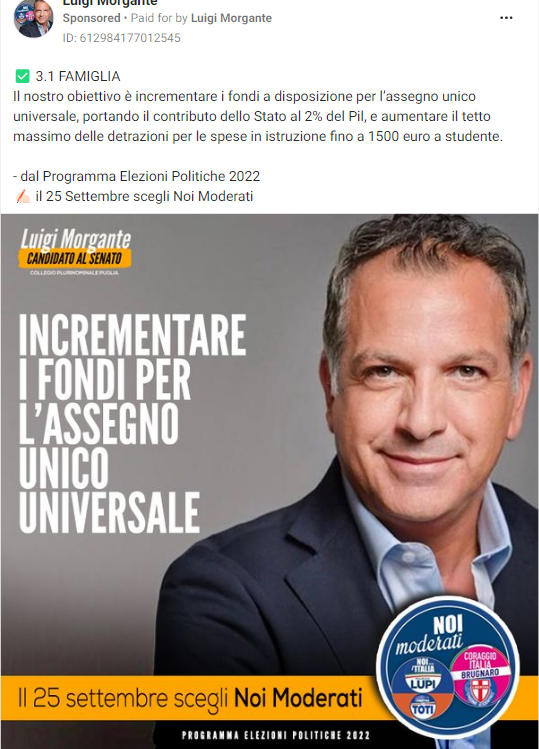 Luigi Morgante
Sponsored • Paid for by Luigi Morgante
ID: 612984177012545
✅ 3.1 FAMIGLIA
Il nostro obiettivo è incrementare i fondi a disposizione per l'assegno unico
universale, portando il contributo dello Stato al 2% del Pil, e aumentare il tetto
massimo delle detrazioni per le spese in istruzione fino a 1500 euro a studente.
- dal Programma Elezioni Politiche 2022
✍🏻 il 25 Settembre scegli Noi Moderati
Luigi Morgante
CANDIDATO AL SENATO
COLLEGIO PLURINOMINALE PUGLIA
INCREMENTARE
I FONDI PER
L'ASSEGNO
UNICO
UNIVERSALE
NOI
moderati
NOI...
L'ITALIA
con
LUPI
CORAGGIO
ITALIA
BRUGNARO
TOTI
Il 25 settembre scegli Noi Moderati
PROGRAMMA ELEZIONI POLITICHE 2022